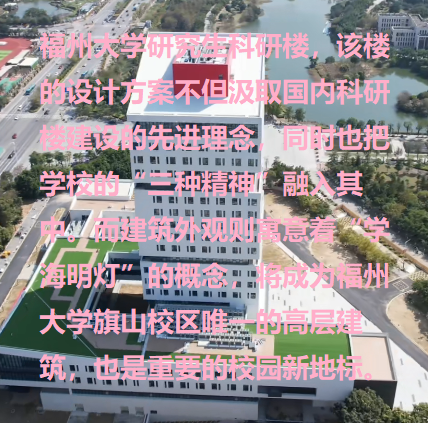 福州大学研究生科研楼，该楼
的设计方案不但汲取国内科研
楼建设的先进理念，同时也把
学校的“三种精神”融入其
中。而建筑外观则寓意着“学
海明灯”的概念，将成为福州
大学旗山校区唯一的高层建
筑，也是重要的校园新地标。